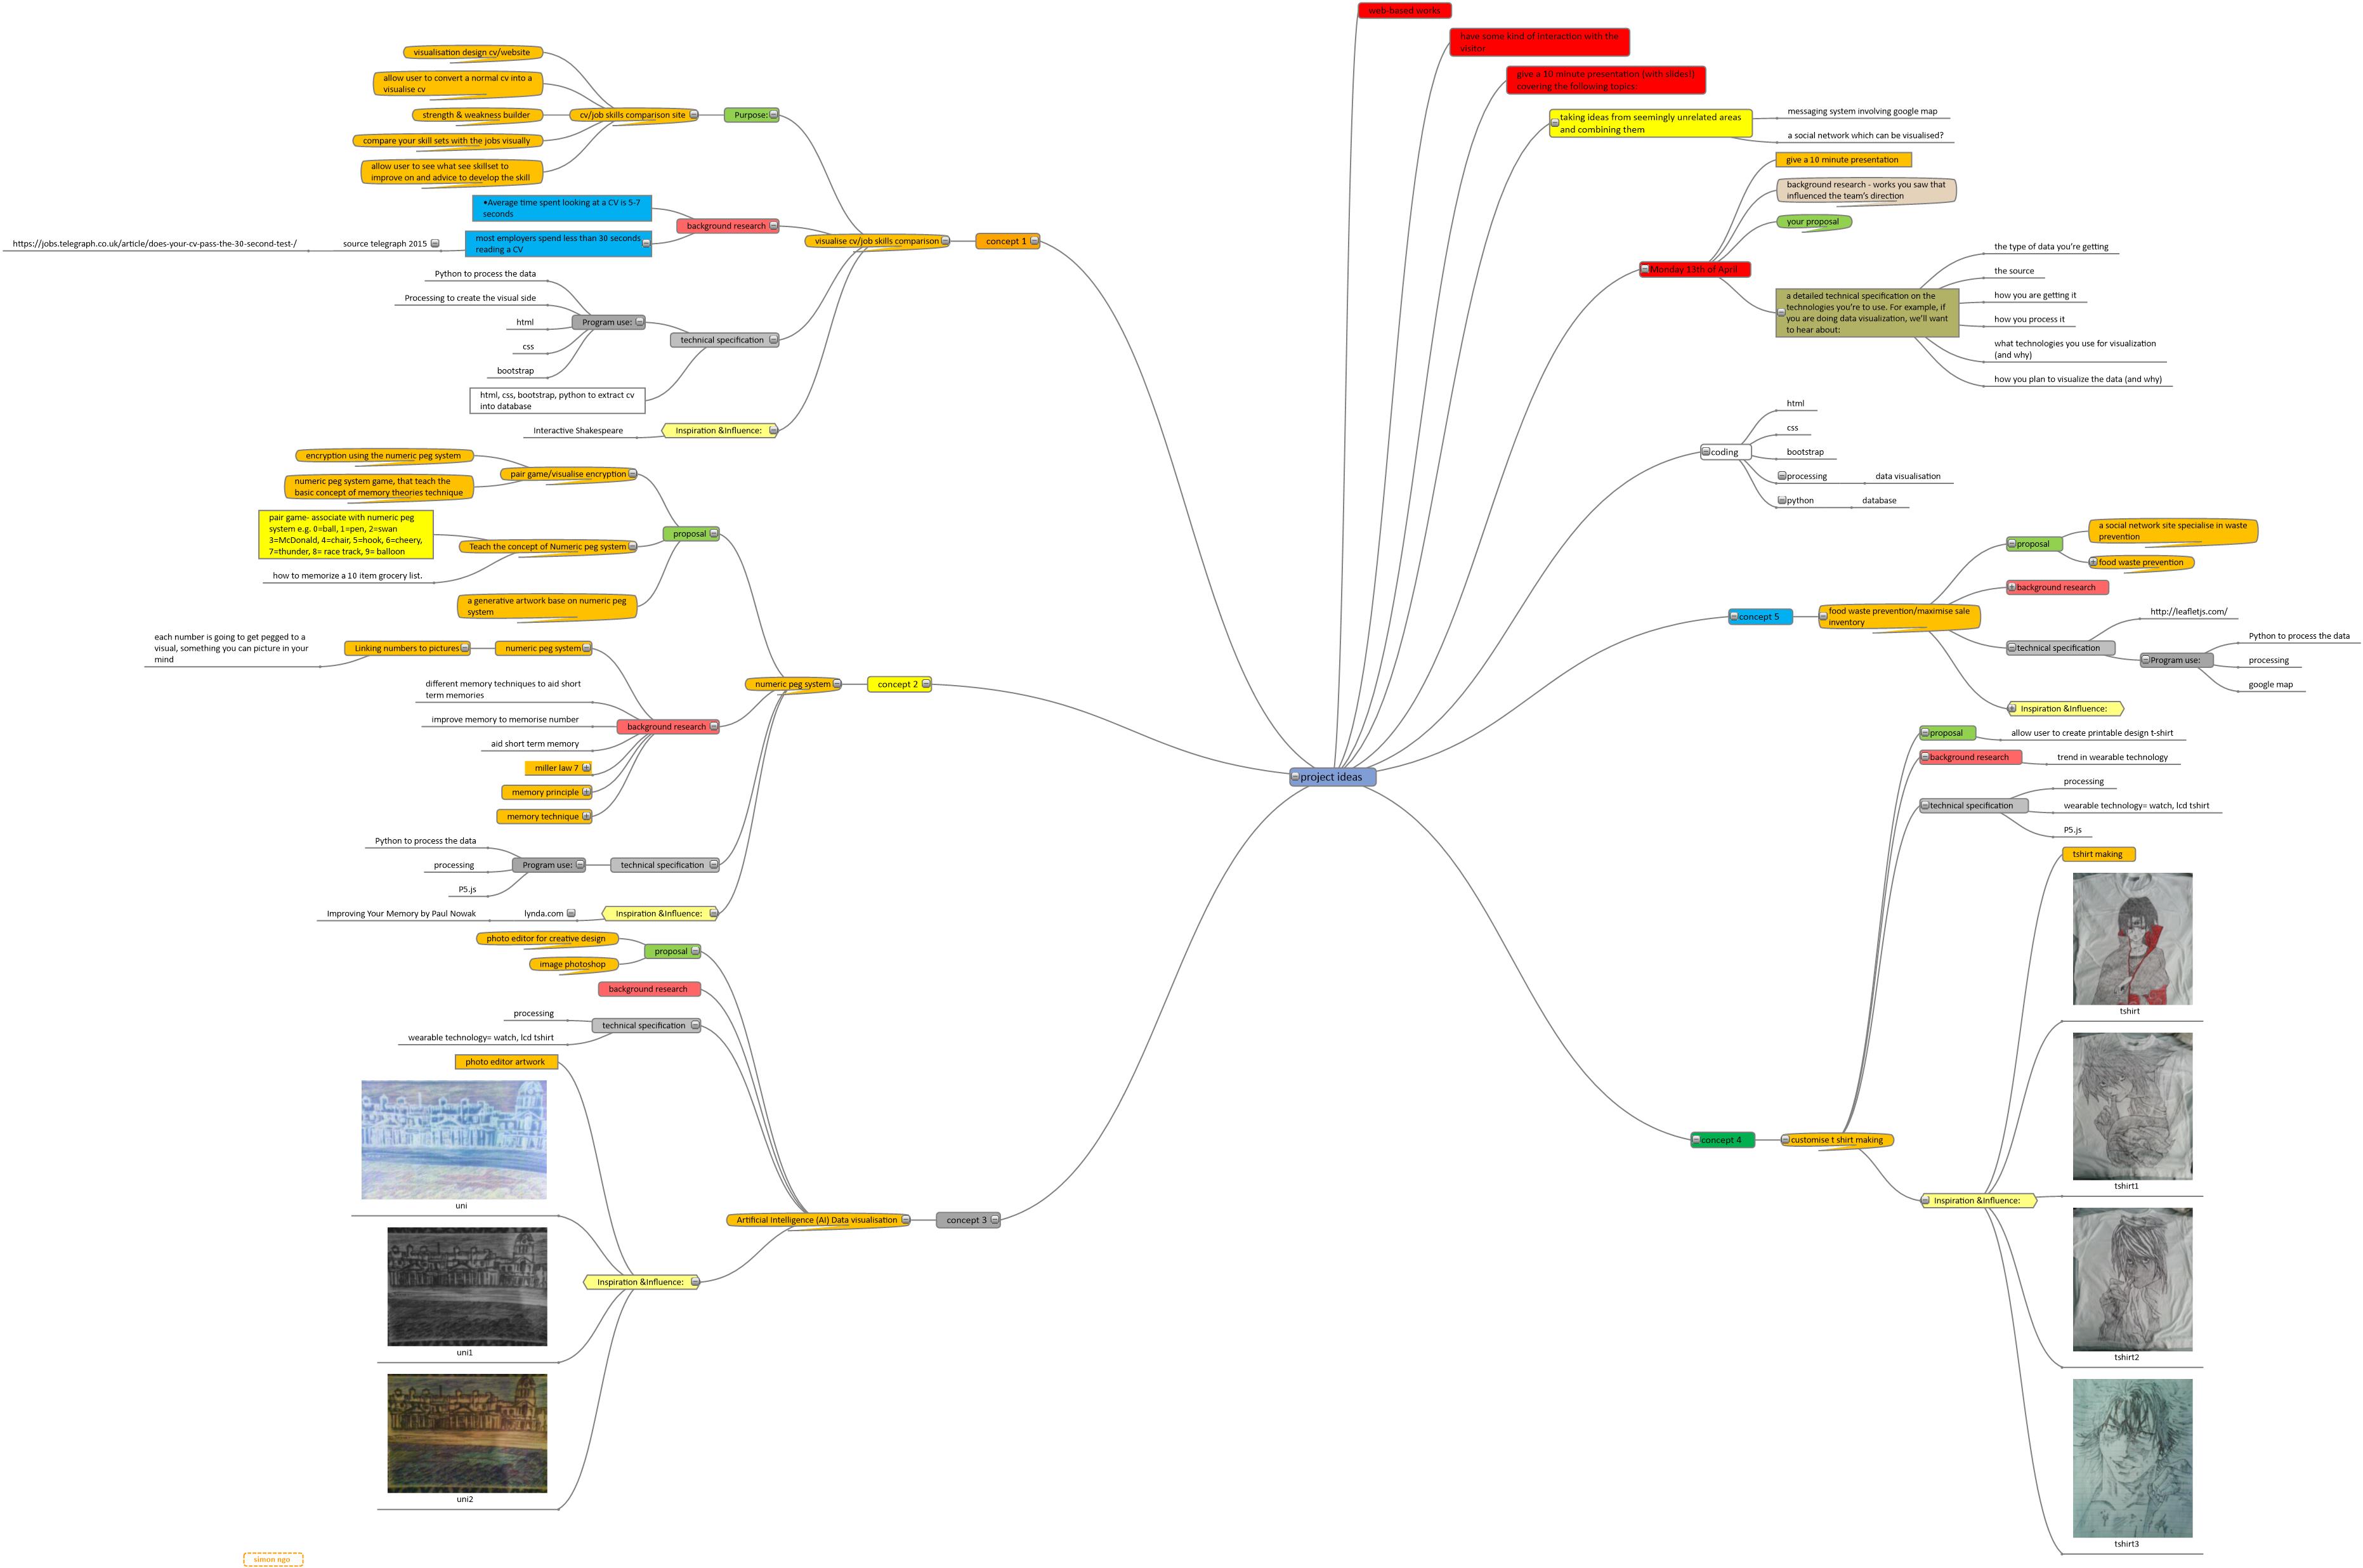 web-based works
have some kind of interaction with the
visitor
give a 10 minute presentation (with slides!)
covering the following topics:
taking ideas from seemingly unrelated areas
and combining them
messaging system involving google map
a social network which can be visualised?
Monday 13th of April
give a 10 minute presentation
background research - works you saw that
influenced the team's direction
your proposal
a detailed technical specification on the
technologies you're to use. For example, if
you are doing data visualization, we'll want
to hear about:
the type of data you're getting
the source
how you are getting it
how you process it
what technologies you use for visualization
(and why)
how you plan to visualize the data (and why)
coding
html
css
bootstrap
processing
data visualisation
python
database
concept 5
food waste prevention/maximise sale
inventory
proposal
a social network site specialise in waste
prevention
food waste prevention
background research
technical specification
http://leafletjs.com/
Program use:
Python to process the data
processing
google map
Inspiration &Influence:
project ideas
concept 4
customise t shirt making
proposal
allow user to create printable design t-shirt
background research
trend in wearable technology
technical specification
processing
wearable technology= watch, lcd tshirt
P5.js
Inspiration &Influence:
tshirt making
tshirt
tshirt1
tshirt2
tshirt3
concept 1
visualise cv/job skills comparison
Purpose:
cv/job skills comparison site
visualisation design cv/website
allow user to convert a normal cv into a
visualise cv
strength & weakness builder
compare your skill sets with the jobs visually
allow user to see what see skillset to
improve on and advice to develop the skill
background research
•Average time spent looking at a CV is 5-7
seconds
most employers spend less than 30 seconds
reading a CV
source telegraph 2015
https://jobs.telegraph.co.uk/article/does-your-cv-pass-the-30-second-test-/
technical specification
Program use:
Python to process the data
Processing to create the visual side
html
css
bootstrap
html, css, bootstrap, python to extract cv
into database
Inspiration &Influence:
Interactive Shakespeare
concept 2
numeric peg system
proposal
pair game/visualise encryption
encryption using the numeric peg system
numeric peg system game, that teach the
basic concept of memory theories technique
Teach the concept of Numeric peg system
pair game- associate with numeric peg
system e.g. 0=ball, 1=pen, 2=swan
3=McDonald, 4=chair, 5=hook, 6=cheery,
7=thunder, 8= race track, 9= balloon
how to memorize a 10 item grocery list.
a generative artwork base on numeric peg
system
background research
numeric peg system
Linking numbers to pictures
each number is going to get pegged to a
visual, something you can picture in your
mind
different memory techniques to aid short
term memories
improve memory to memorise number
aid short term memory
miller law 7
memory principle
memory technique
technical specification
Program use:
Python to process the data
processing
P5.js
Inspiration &Influence:
lynda.com
Improving Your Memory by Paul Nowak
concept 3
Artificial Intelligence (AI) Data visualisation
proposal
photo editor for creative design
image photoshop
background research
technical specification
processing
wearable technology= watch, lcd tshirt
Inspiration &Influence:
photo editor artwork
uni
uni1
uni2
simon ngo